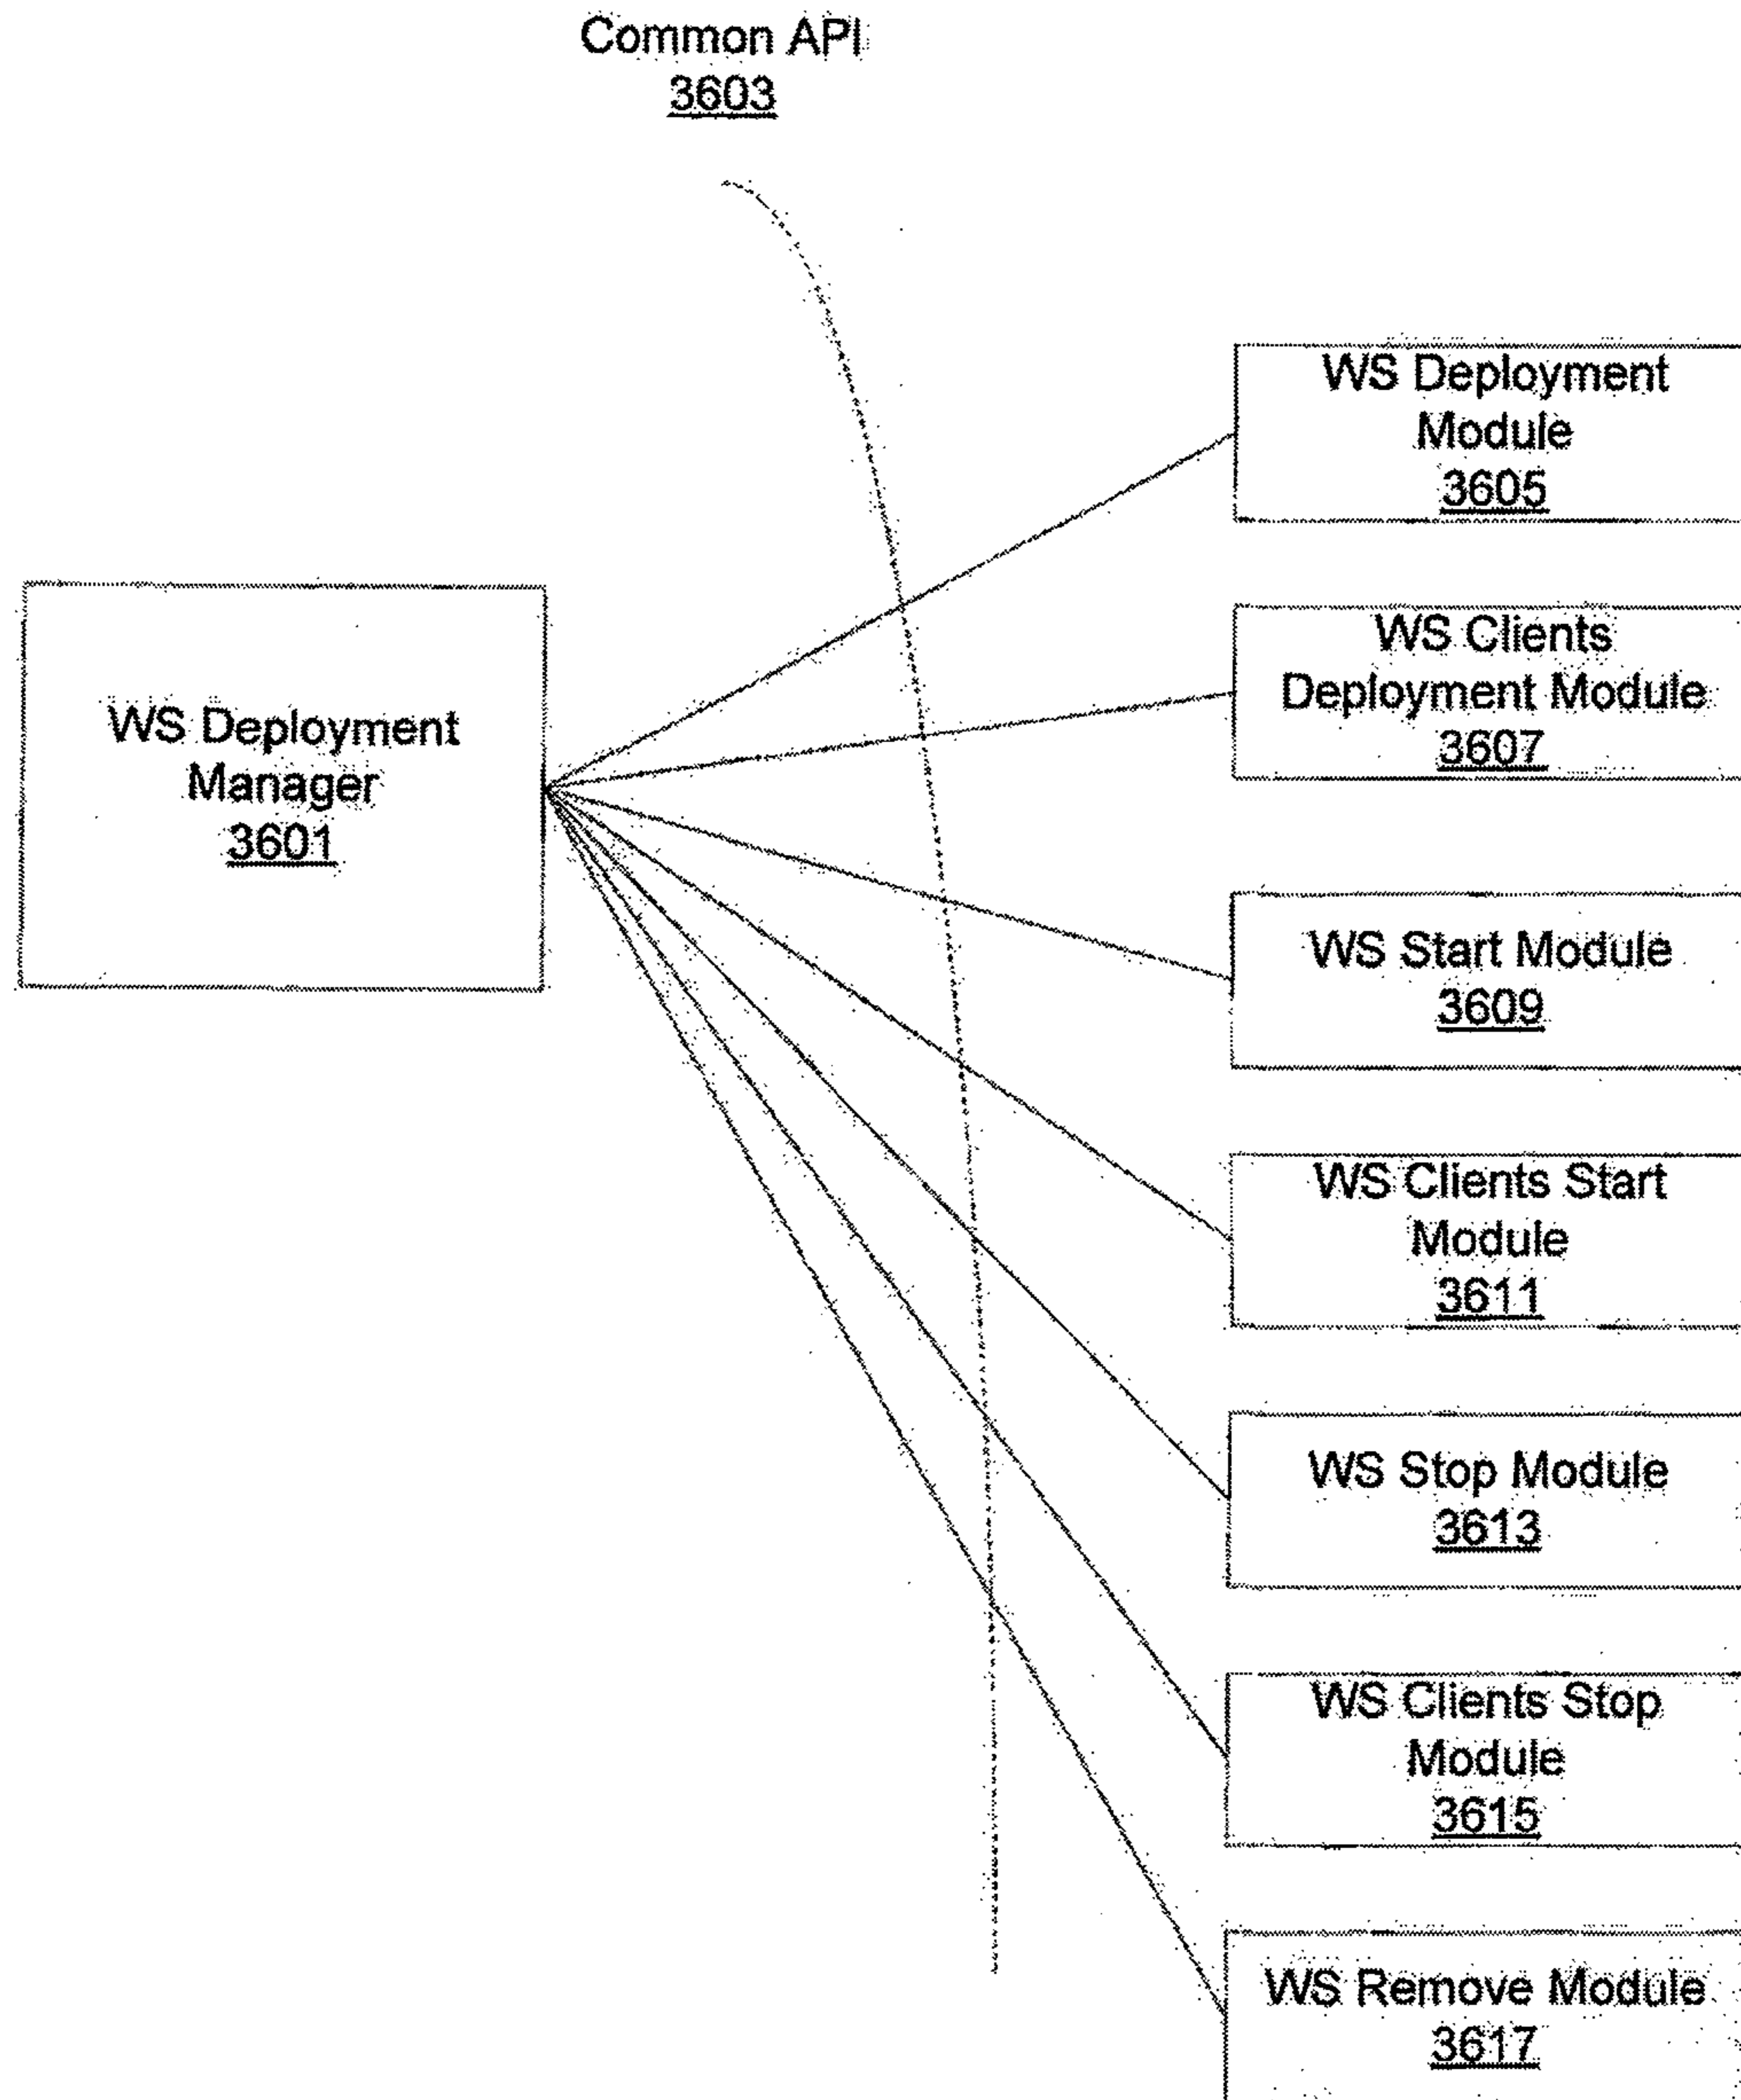 Common API
3603
WS Deployment
Module
3605
WS Clients
Deployment Module
3607
WS Deployment
Manager
3601
WS Start Module
3609
WS Clients Start
Module
3611
WS Stop Module
3613
WS Clients Stop
Module
3615
WS Remove Module
3617